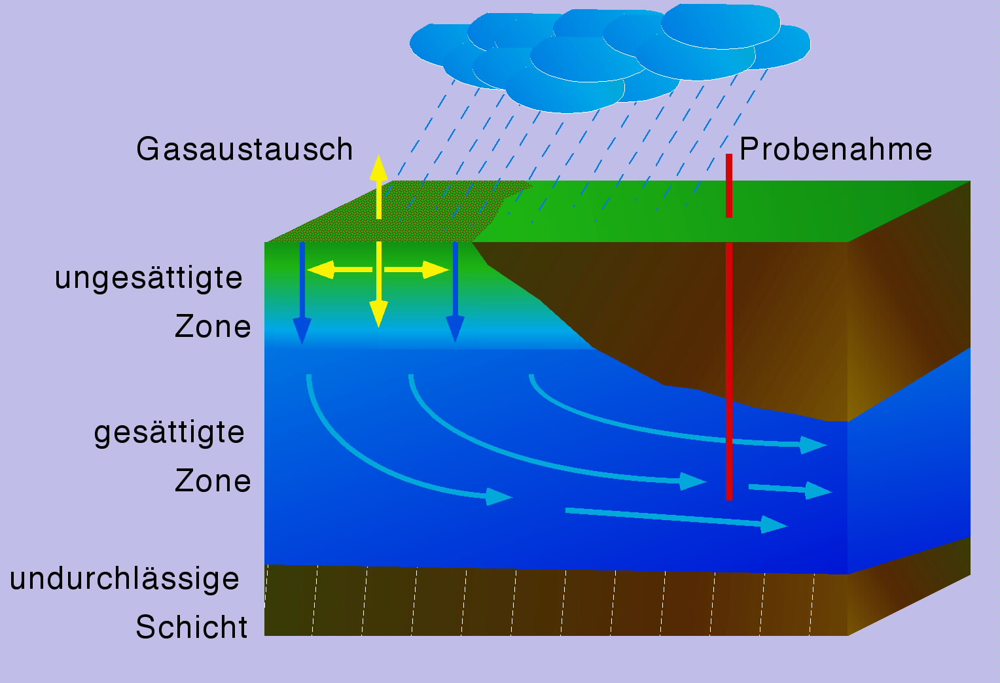 Gasaustausch
Probenahme
ungesättigte
Zone
gesättigte
Zone
undurchlässige
Schicht